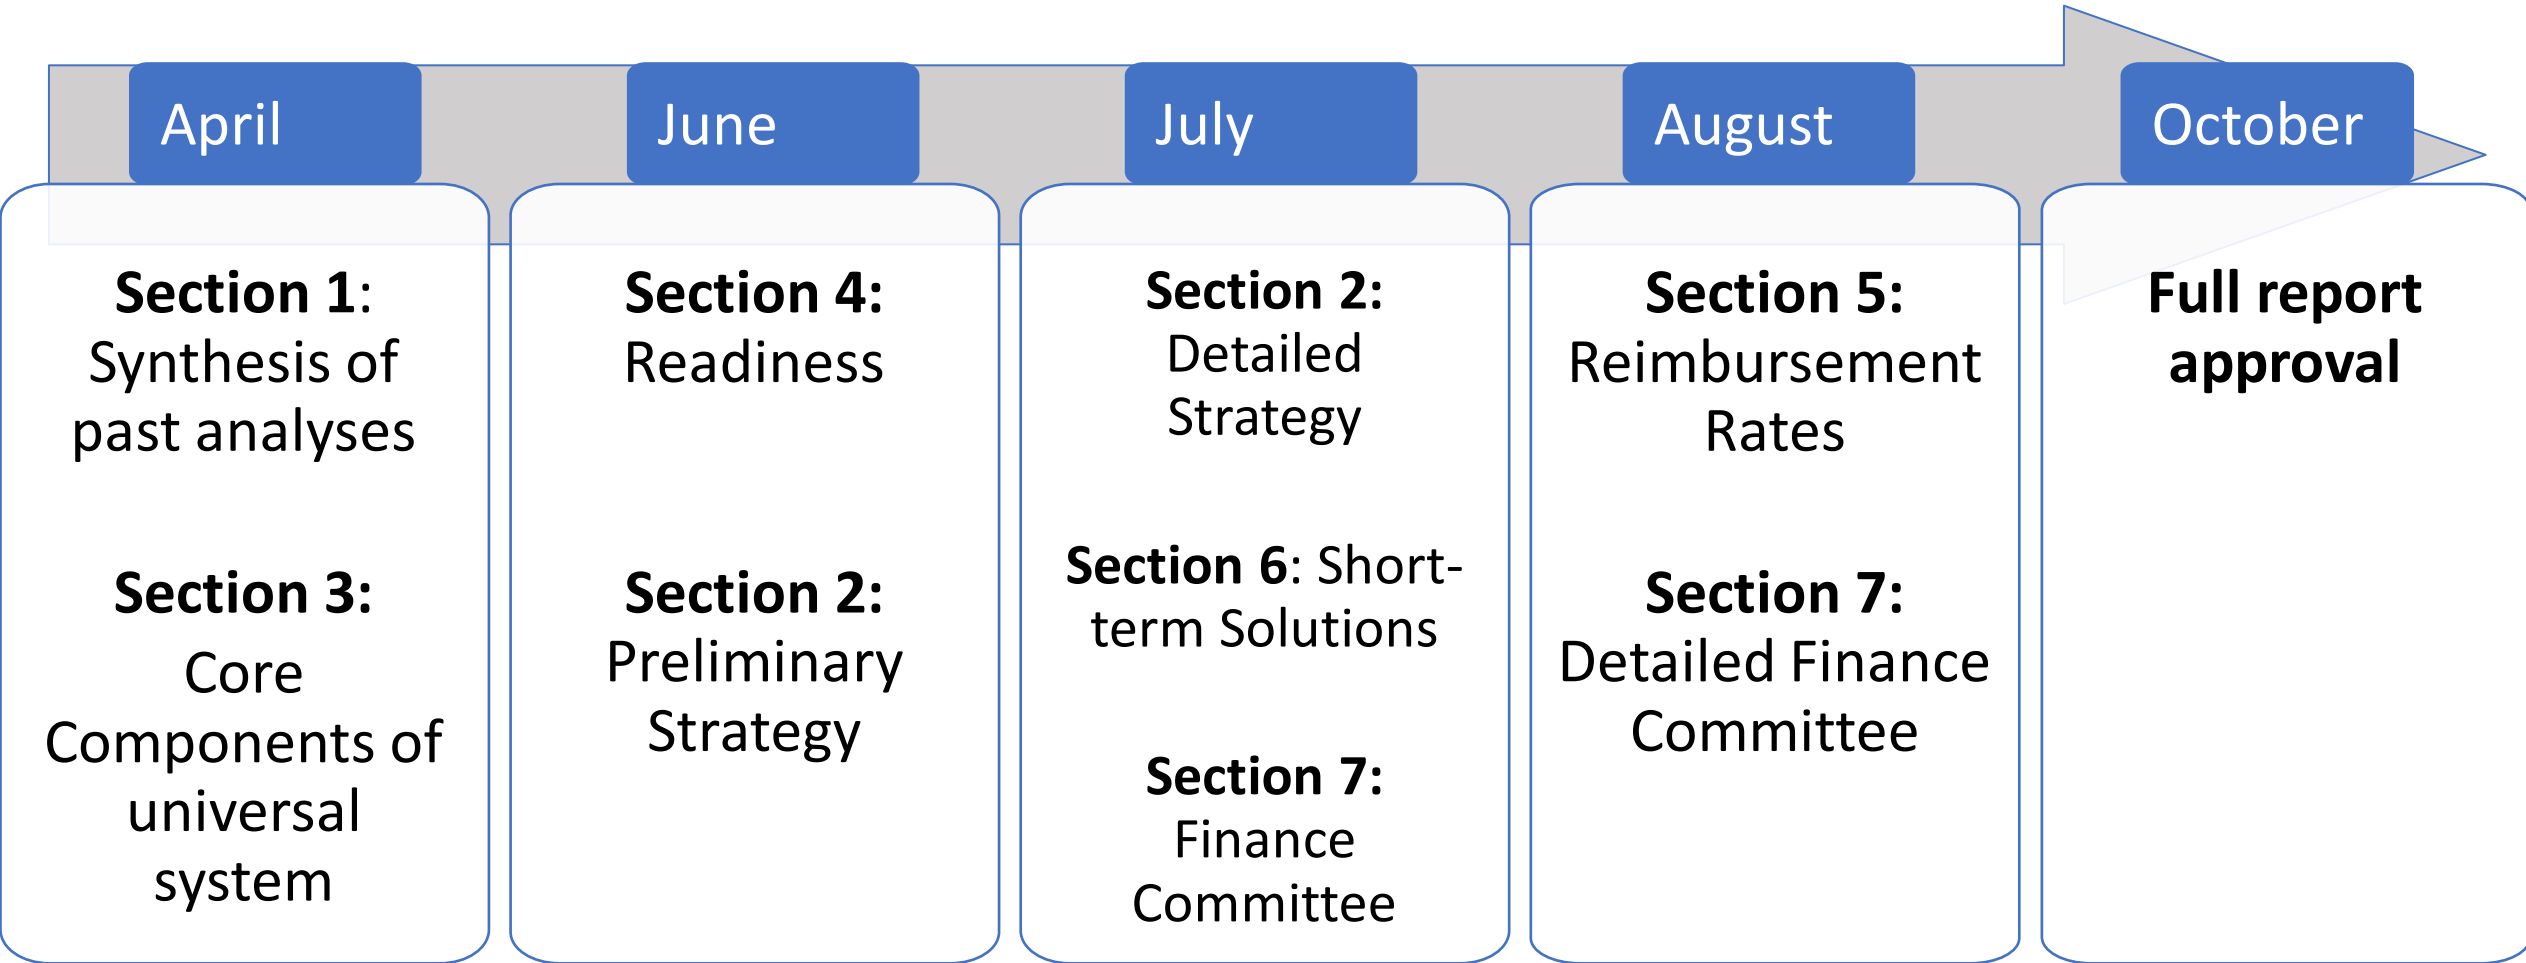 April
June
July
August
October
Section 1:
Synthesis of
past analyses
Section 3:
Core
Components of
universal
system
Section 4:
Readiness
Section 2:
Preliminary
Strategy
Section 2:
Detailed
Strategy
Section 6: Short-
term Solutions
Section 7:
Finance
Committee
Section 5:
Reimbursement
Rates
Section 7:
Detailed Finance
Committee
Full report
approval